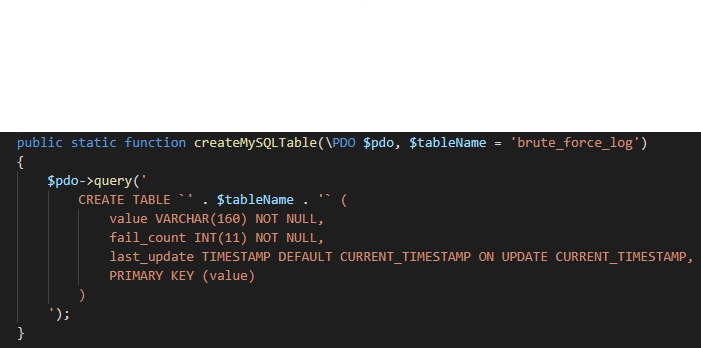 public static function createMySQLTable(\PDO $pdo, $tableName = 'brute_force_log')
{
    $pdo->query('
        CREATE TABLE `' . $tableName . '` (
            value VARCHAR(160) NOT NULL,
            fail_count INT(11) NOT NULL,
            last_update TIMESTAMP DEFAULT CURRENT_TIMESTAMP ON UPDATE CURRENT_TIMESTAMP,
            PRIMARY KEY (value)
        )
    ');
}